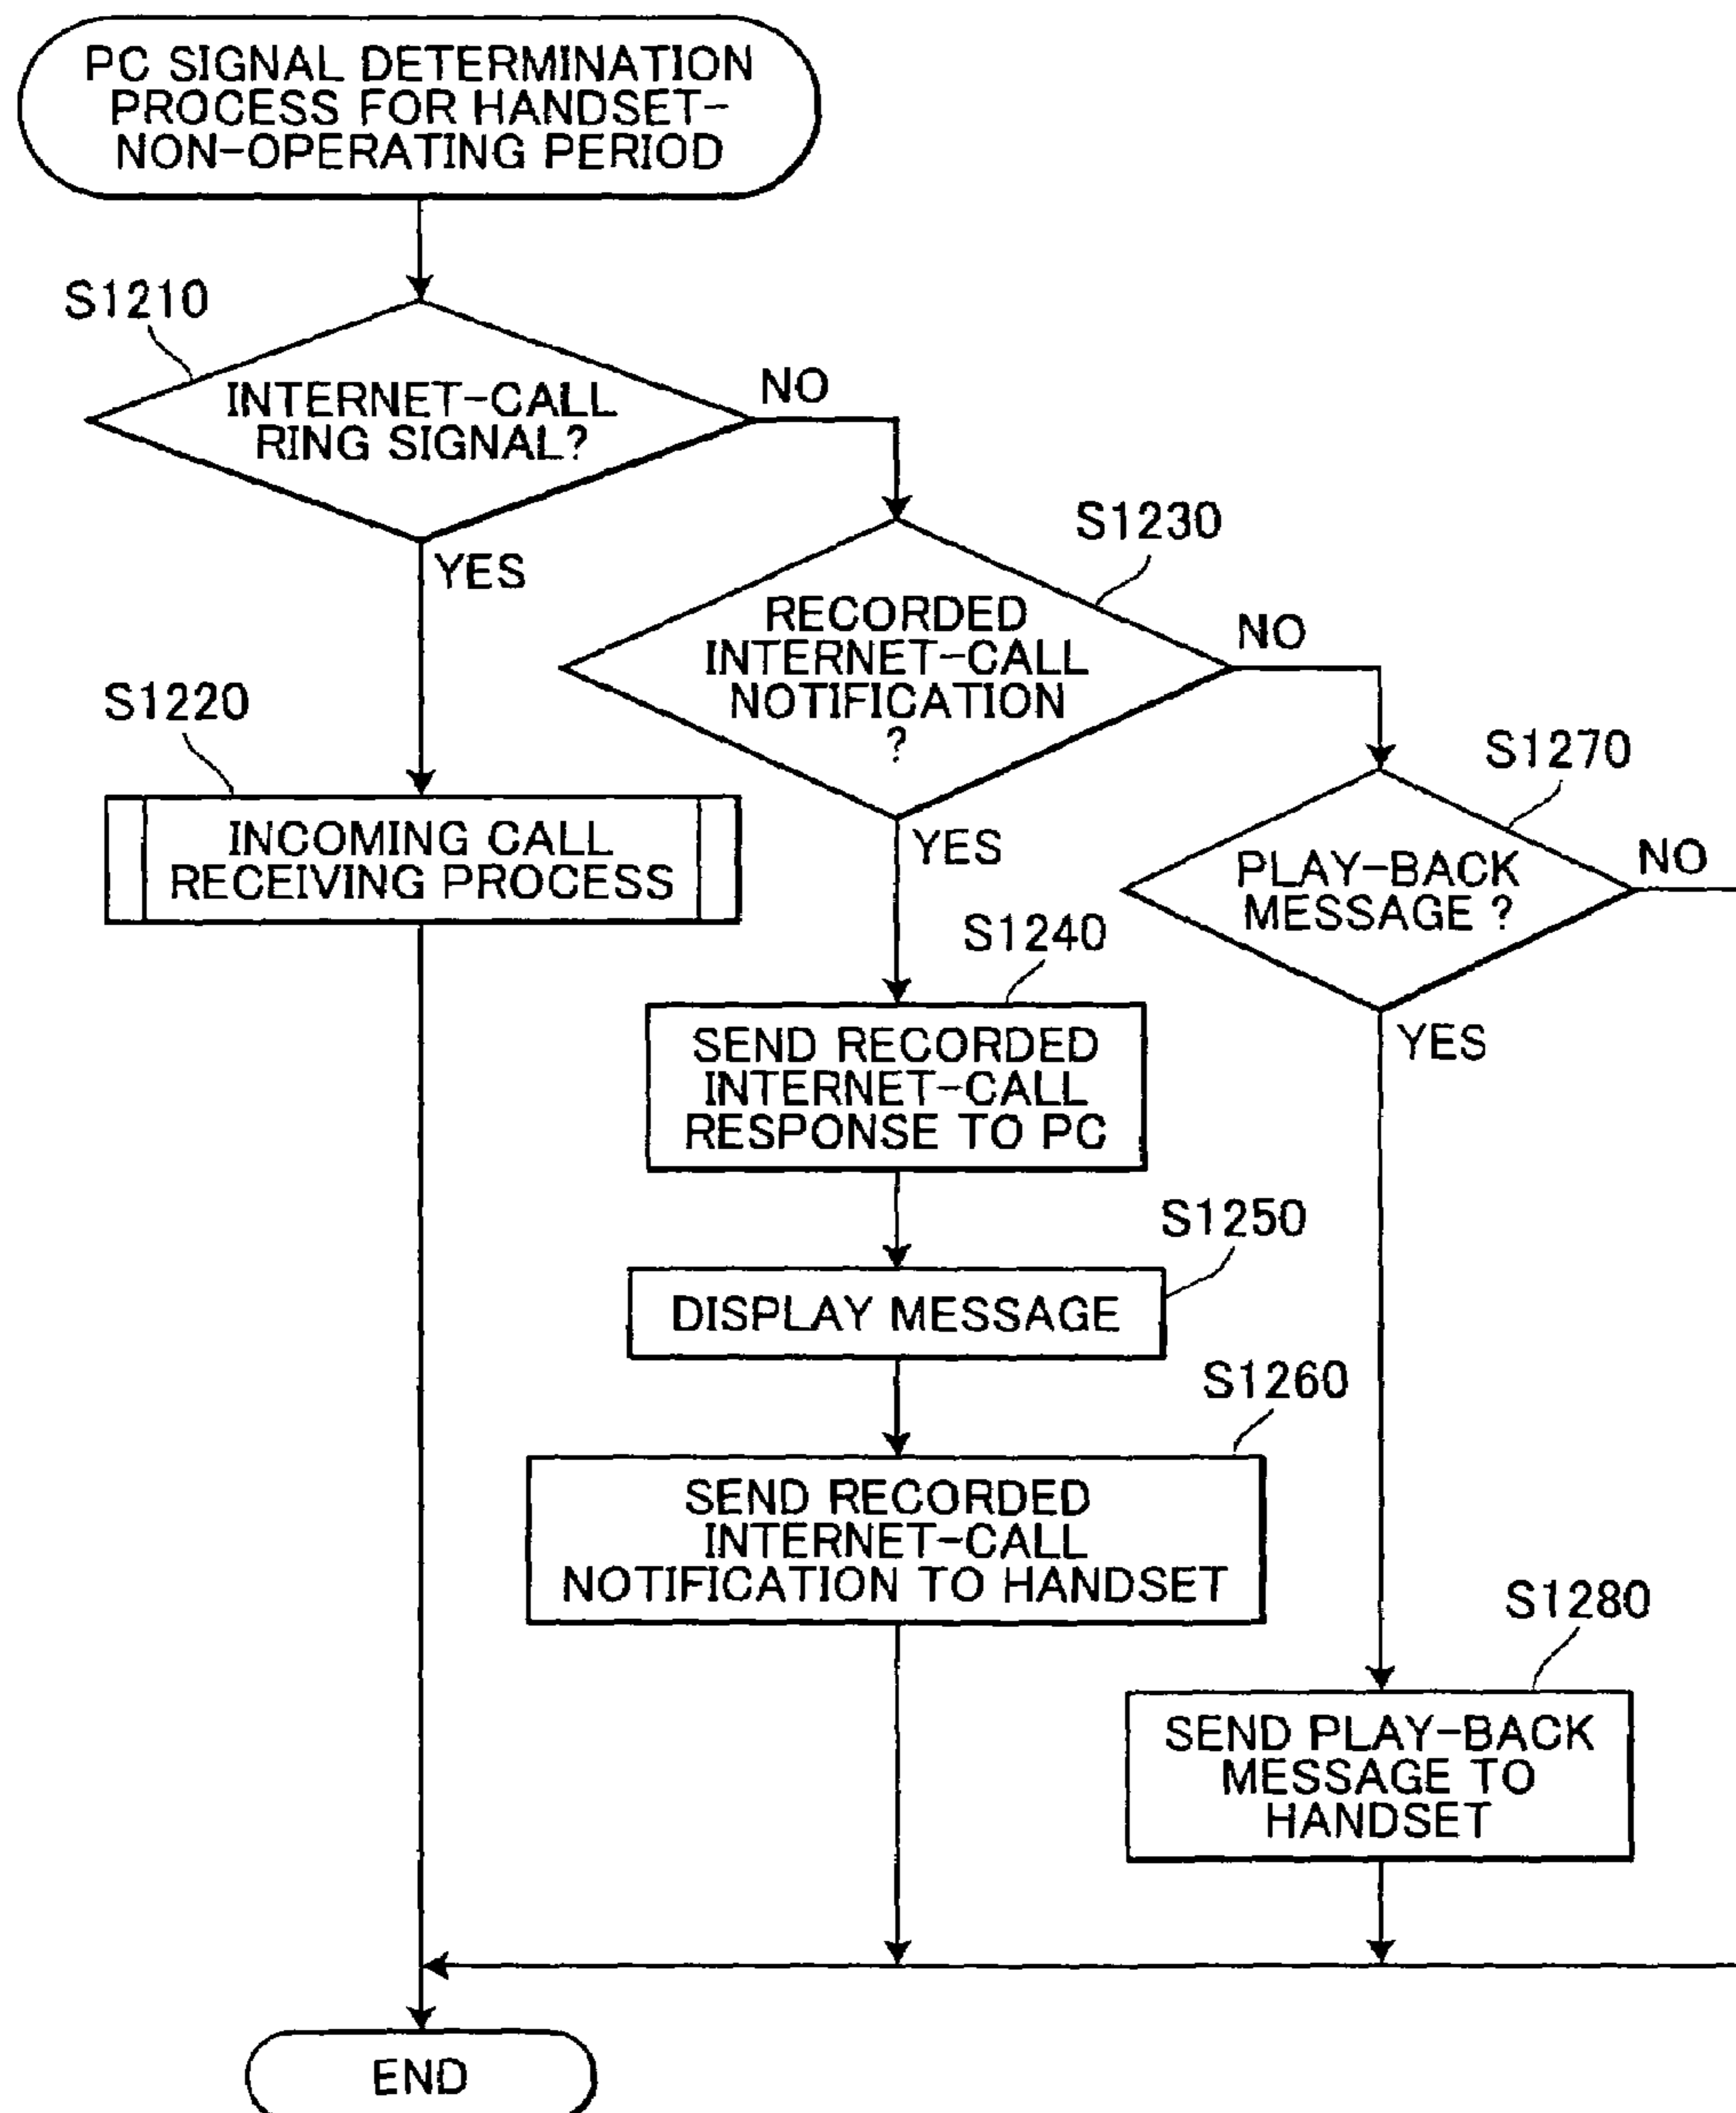 PC SIGNAL DETERMINATION
PROCESS FOR HANDSET-
NON-OPERATING PERIOD
S1210
INTERNET-CALL
RING SIGNAL?
NO
YES
S1230
RECORDED
INTERNET-CALL
NOTIFICATION
?
NO
YES
S1220
INCOMING CALL
RECEIVING PROCESS
S1270
PLAY-BACK
MESSAGE ?
NO
YES
S1240
SEND RECORDED
INTERNET-CALL
RESPONSE TO PC
S1250
DISPLAY MESSAGE
S1260
SEND RECORDED
INTERNET-CALL
NOTIFICATION TO HANDSET
S1280
SEND PLAY-BACK
MESSAGE TO
HANDSET
END